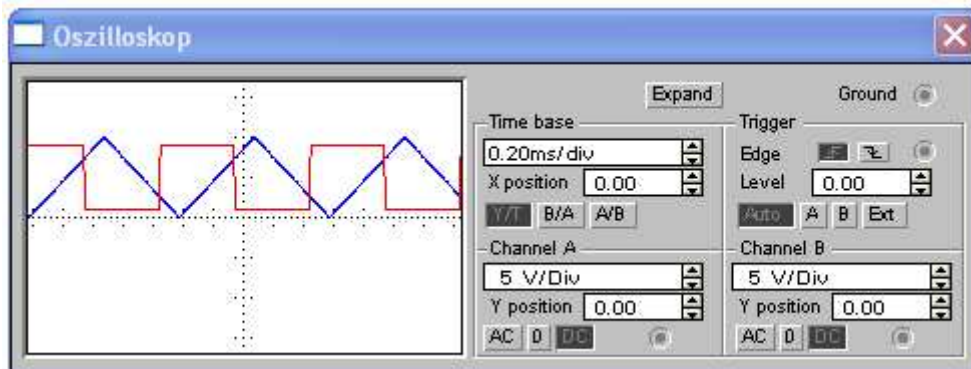 Oszilloskop
Expand Ground
Time base Trigger
0.20ms/div Edge
X position 0.00 Level 0.00
Y/T B/A A/B Auto A B Ext
Channel A Channel B
5 V/Div 5 V/Div
Y position 0.00 Y position 0.00
AC 0 DC AC 0 DC